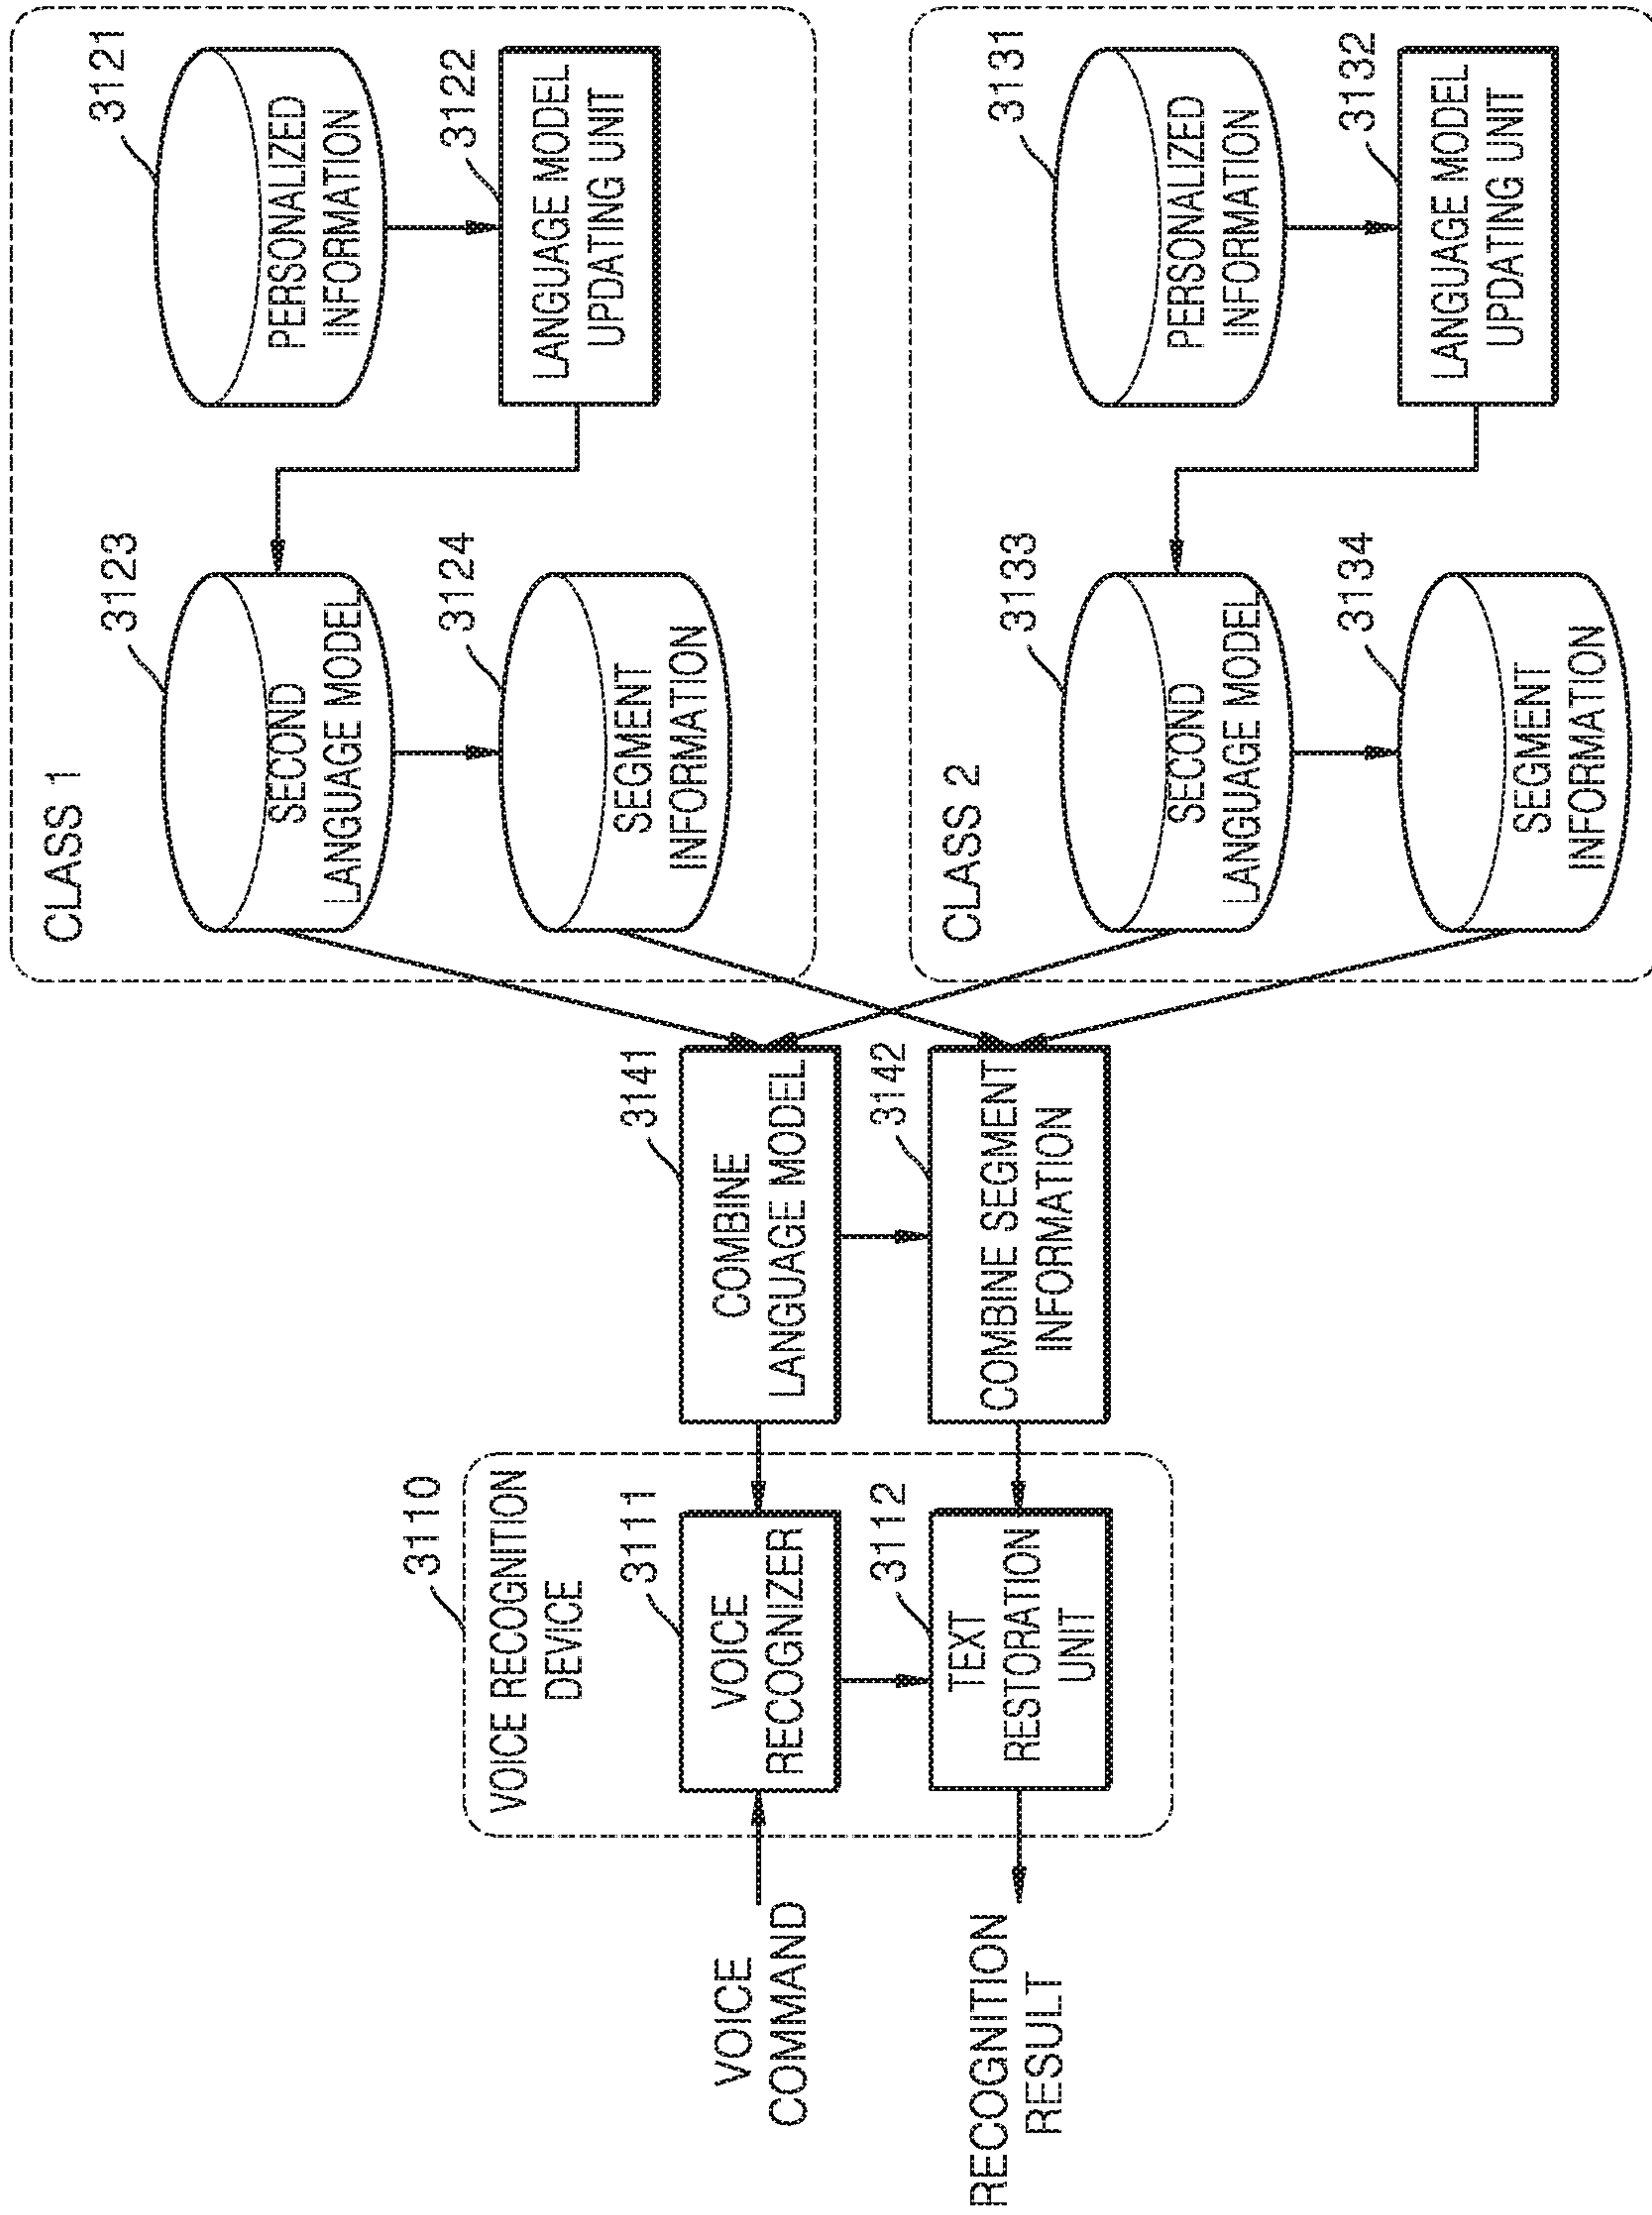 3110
VOICE RECOGNITION
DEVICE
VOICE
COMMAND
3111
VOICE
RECOGNIZER
RECOGNITION
RESULT
3112
TEXT
RESTORATION
UNIT
3141
COMBINE
LANGUAGE MODEL
3142
COMBINE SEGMENT
INFORMATION
CLASS 1
3123
SECOND
LANGUAGE MODEL
3121
PERSONALIZED
INFORMATION
3124
SEGMENT
INFORMATION
3122
LANGUAGE MODEL
UPDATING UNIT
CLASS 2
3133
SECOND
LANGUAGE MODEL
3131
PERSONALIZED
INFORMATION
3134
SEGMENT
INFORMATION
3132
LANGUAGE MODEL
UPDATING UNIT